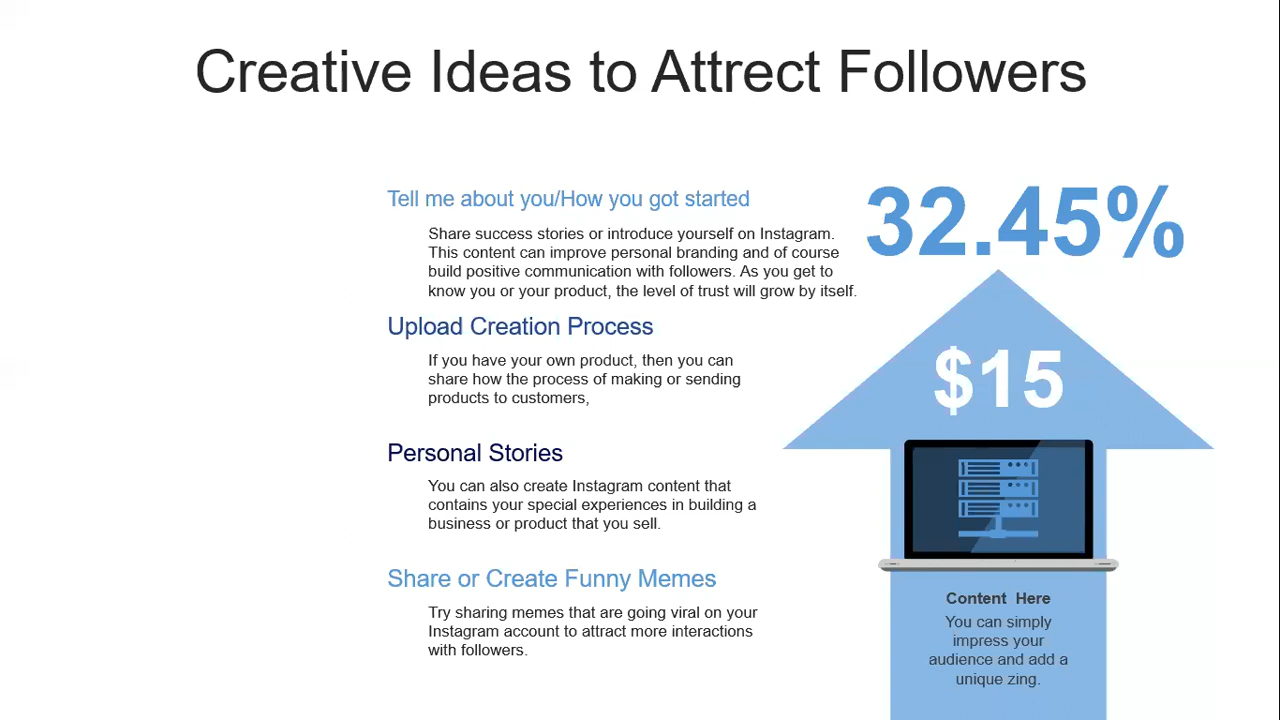 Creative Ideas to Attrect Followers
Tell me about you/How you got started
Share success stories or introduce yourself on Instagram.
This content can improve personal branding and of course
build positive communication with followers. As you get to
know you or your product, the level of trust will grow by itself.
Upload Creation Process
If you have your own product, then you can
share how the process of making or sending
products to customers,
Personal Stories
You can also create Instagram content that
contains your special experiences in building a
business or product that you sell.
Share or Create Funny Memes
Try sharing memes that are going viral on your
Instagram account to attract more interactions
with followers.
32.45%
$15
Content Here
You can simply
impress your
audience and add a
unique zing.